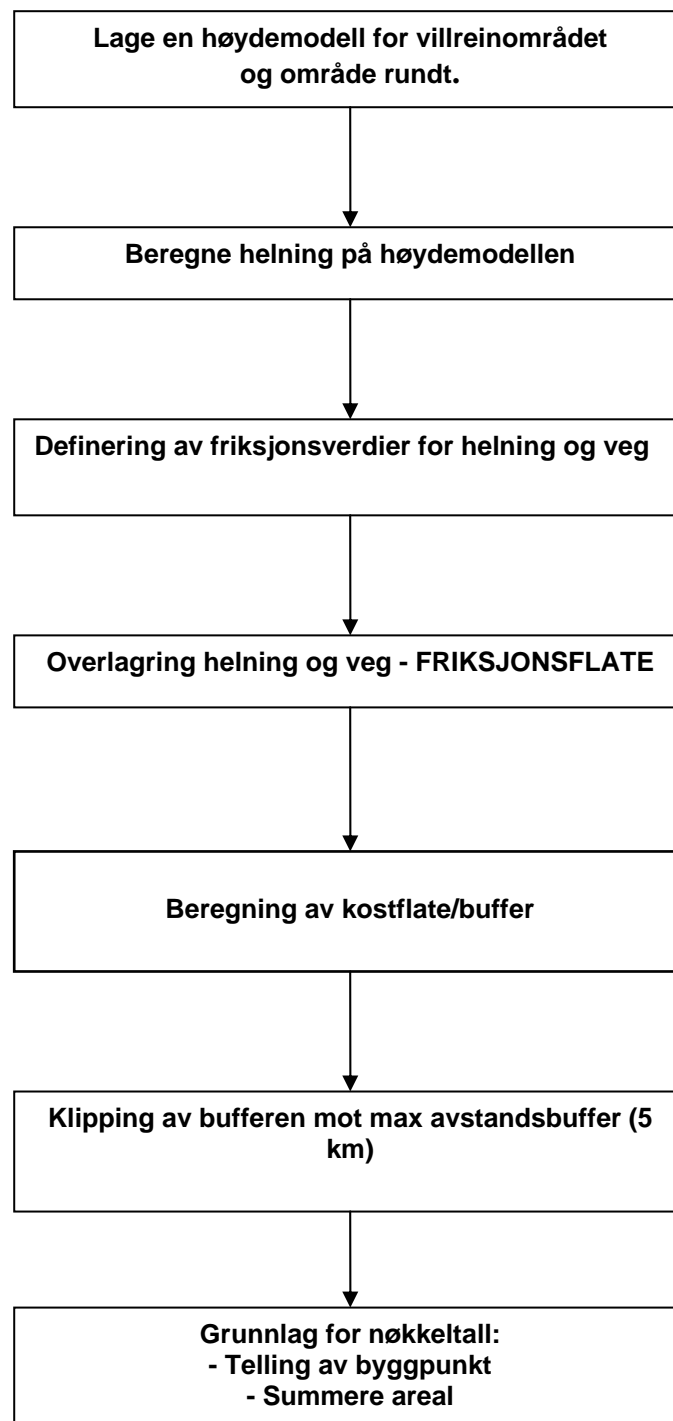 Lage en høydemodell for villreinområdet
og område rundt.
Beregne helning på høydemodellen
Definering av friksjonsverdier for helning og veg
Overlagring helning og veg - FRIKSJONSFLATE
Beregning av kostflate/buffer
Klipping av bufferen mot max avstandsbuffer (5
km)
Grunnlag for nøkkeltall:
- Telling av byggpunkt
- Summere areal